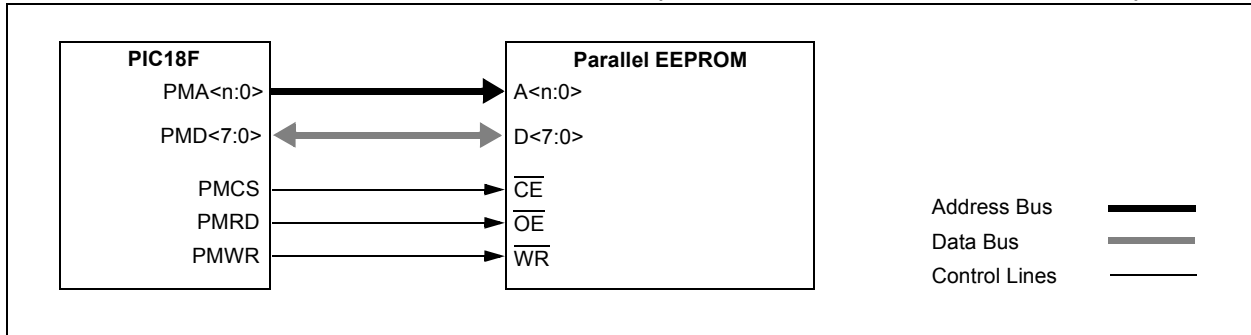 PIC18F
PMA<n:0>
PMD<7:0>
PMCS
PMRD
PMWR
Parallel EEPROM
A<n:0>
D<7:0>
CE
OE
WR
Address Bus
Data Bus
Control Lines